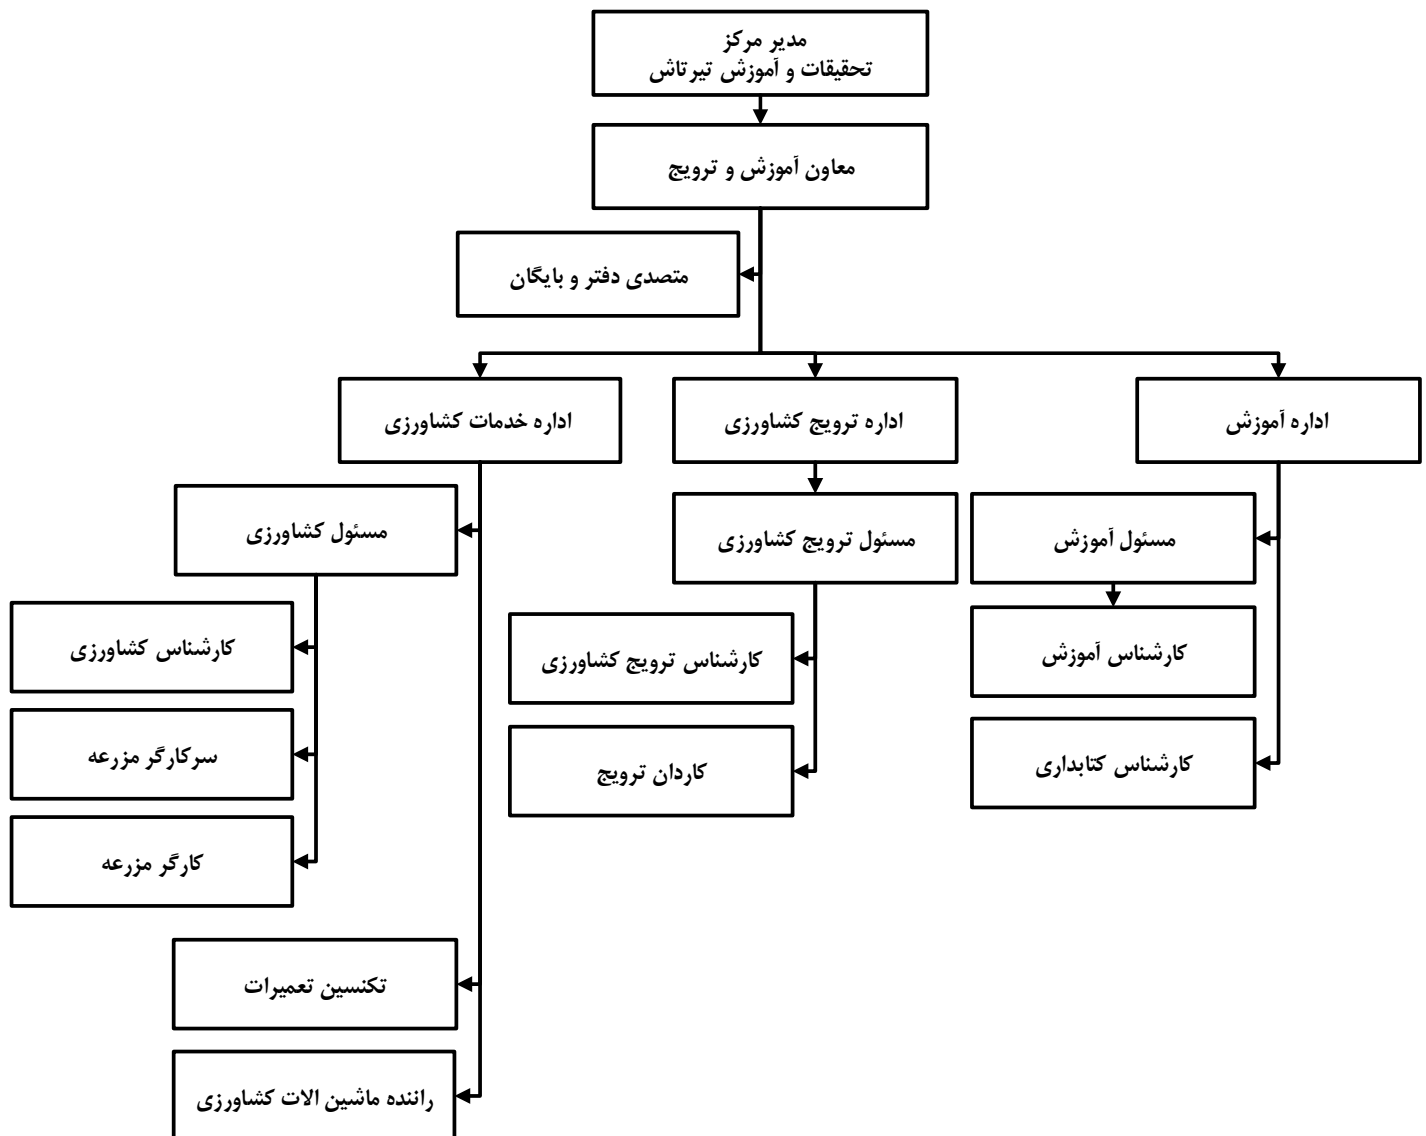 مدیر مرکز
تحقیقات و آموزش تیرتاش
معاون آموزش و ترویج
متصدی دفتر و بایگان
اداره آموزش
اداره ترویج کشاورزی
اداره خدمات کشاورزی
مسئول آموزش
مسئول ترویج کشاورزی
مسئول کشاورزی
کارشناس آموزش
کارشناس ترویج کشاورزی
کارشناس کشاورزی
کارشناس کتابداری
کاردان ترویج
سرکارگر مزرعه
کارگر مزرعه
تکنسین تعمیرات
راننده ماشین الات کشاورزی